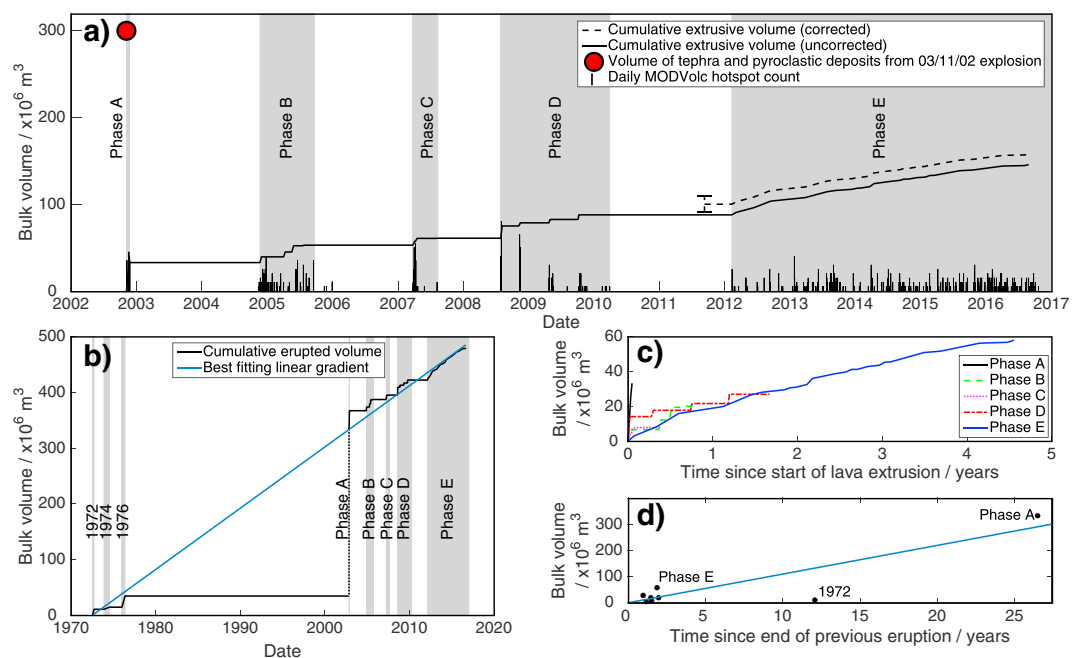 a)
300
200
100
0
Bulk volume / x10⁶ m³
Phase A
Phase B
Phase C
Phase D
Phase E
Cumulative extrusive volume (corrected)
Cumulative extrusive volume (uncorrected)
Volume of tephra and pyroclastic deposits from 03/11/02 explosion
Daily MODVolc hotspot count
2002 2003 2004 2005 2006 2007 2008 2009 2010 2011 2012 2013 2014 2015 2016 2017
Date
b)
500
400
300
200
100
0
Bulk volume / x10⁶ m³
Cumulative erupted volume
Best fitting linear gradient
1972
1974
1976
Phase A
Phase B
Phase C
Phase D
Phase E
1970 1980 1990 2000 2010 2020
Date
c)
60
40
20
0
Bulk volume
/ x10⁶ m³
Phase A
Phase B
Phase C
Phase D
Phase E
0 1 2 3 4 5
Time since start of lava extrusion / years
d)
300
200
100
0
Bulk volume
/ x10⁶ m³
Phase A
Phase E
1972
0 5 10 15 20 25
Time since end of previous eruption / years